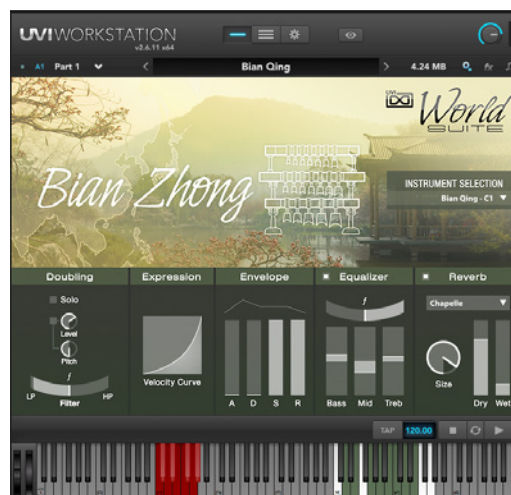 UVIWORKSTATION
v2.6.11 x64
A1 Part 1
Bian Qing
4.24 MB
fx
UVI
World
SUITE
Bian Zhong
INSTRUMENT SELECTION
Bian Qing - C1
Doubling
Expression
Envelope
Equalizer
Reverb
Solo
Level
Pitch
LP
HP
Filter
Velocity Curve
A D S R
Bass Mid Treb
Chapelle
Size
Dry Wet
TAP
120.00